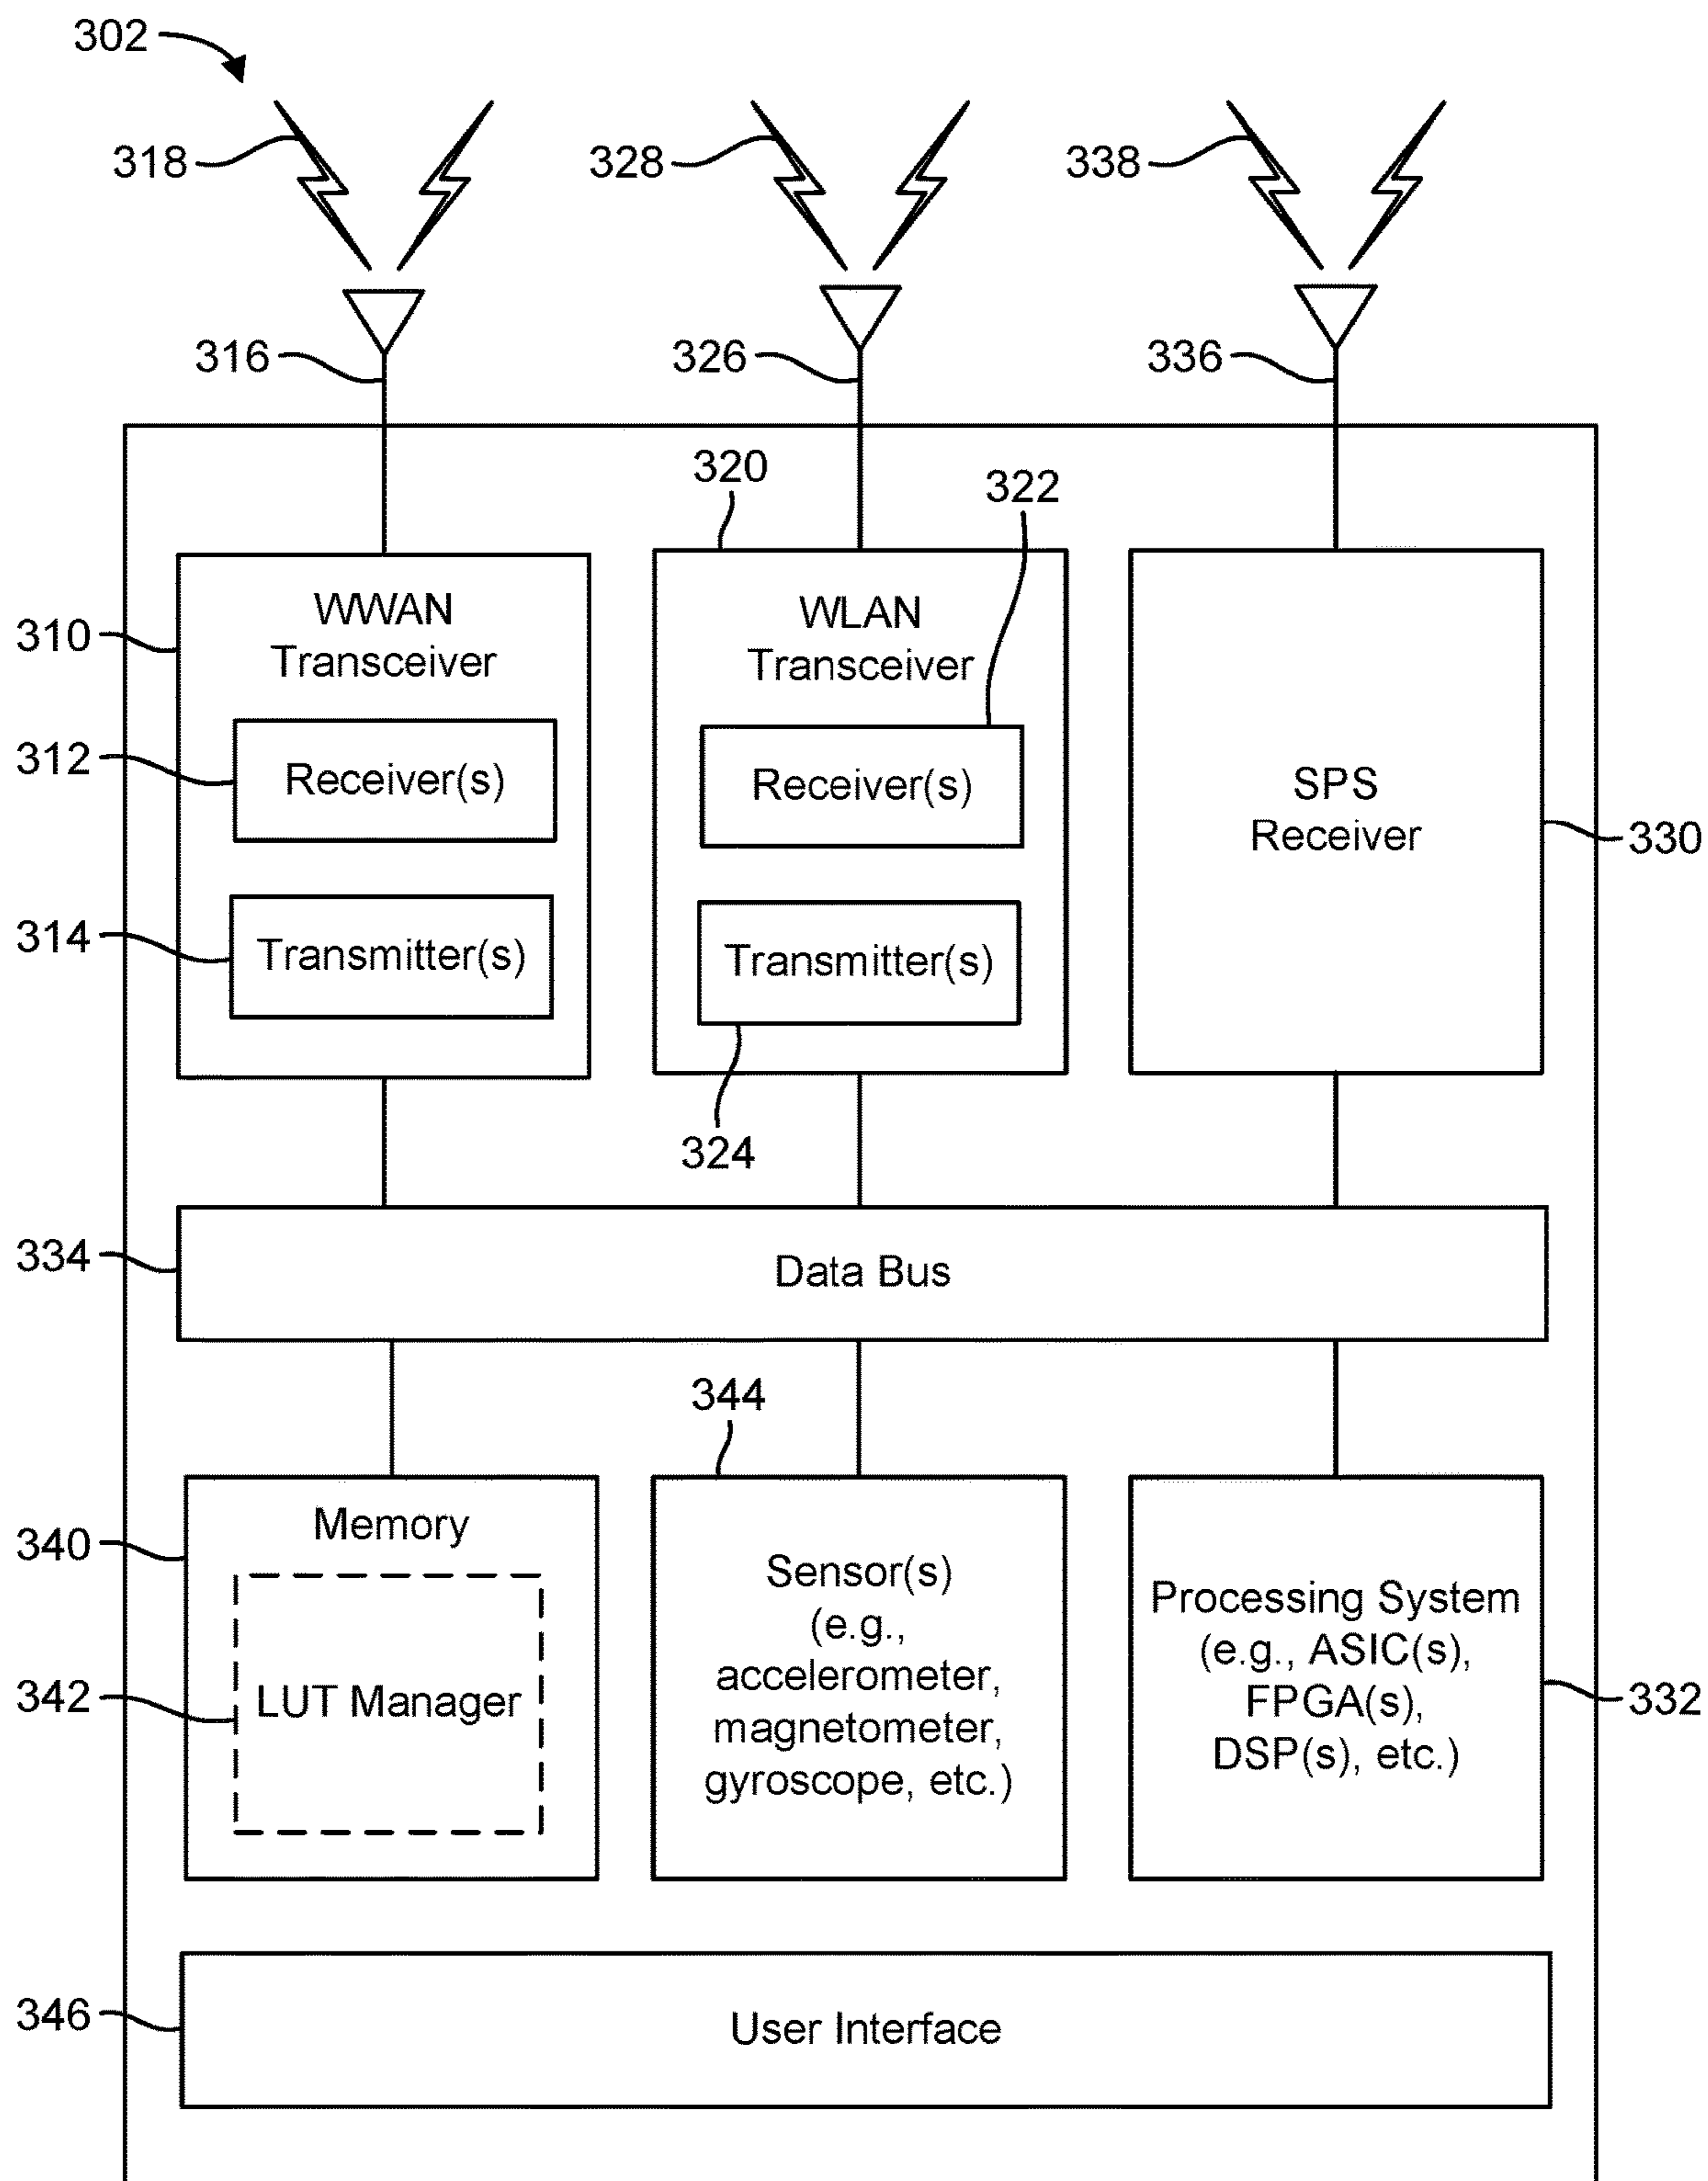 302
318
328
338
316
326
336
320
322
WWAN
Transceiver
WLAN
Transceiver
310
312
Receiver(s)
Receiver(s)
SPS
Receiver
330
314
Transmitter(s)
Transmitter(s)
324
334
Data Bus
344
340
Memory
342
LUT Manager
Sensor(s)
(e.g.,
accelerometer,
magnetometer,
gyroscope, etc.)
Processing System
(e.g., ASIC(s),
FPGA(s),
DSP(s), etc.)
332
346
User Interface